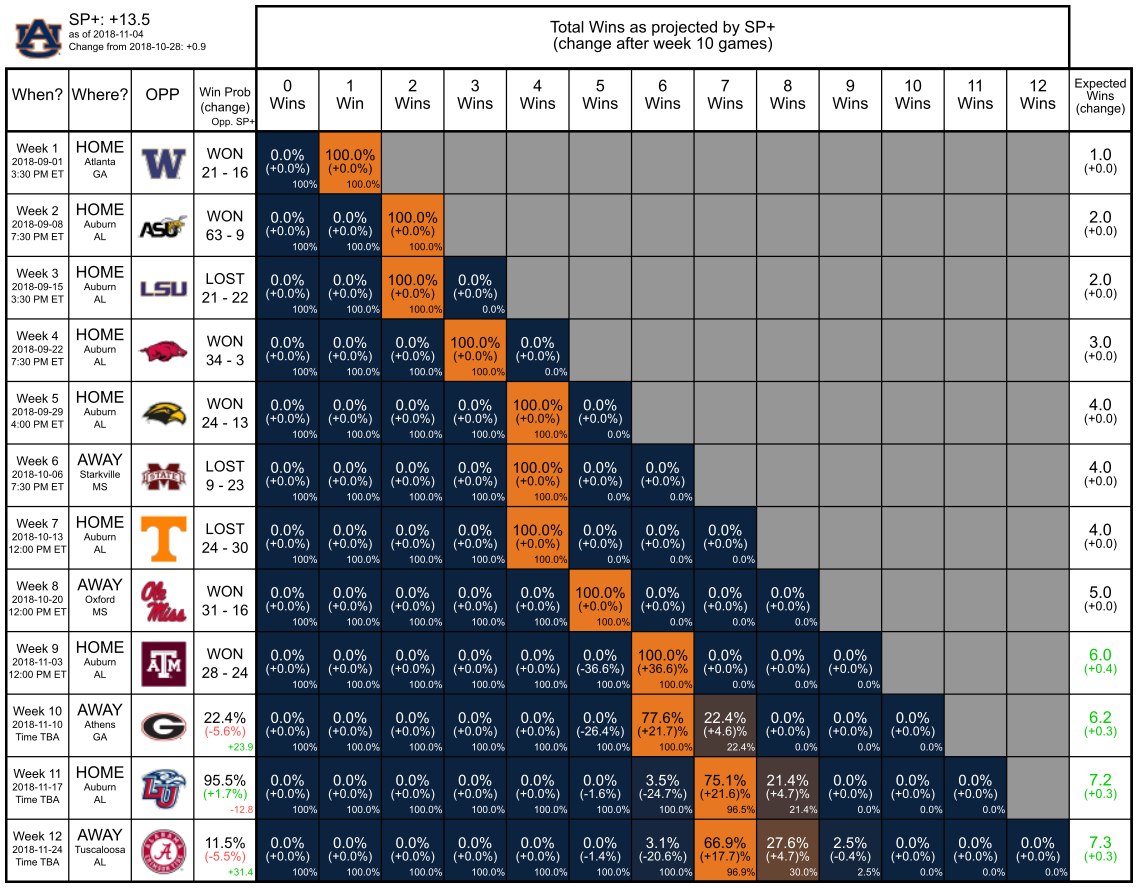 SP+: +13.5
as of 2018-11-04
Change from 2018-10-28: +0.9
Total Wins as projected by SP+
(change after week 10 games)
When? Where? OPP Win Prob (change) Opp. SP+ 0 Wins 1 Win 2 Wins 3 Wins 4 Wins 5 Wins 6 Wins 7 Wins 8 Wins 9 Wins 10 Wins 11 Wins 12 Wins Expected Wins (change)
Week 1 HOME W WON 0.0% 100.0% 1.0
2018-09-01 Atlanta 21 - 16 (+0.0%) (+0.0%) (+0.0)
3:30 PM ET GA 100% 100.0%
Week 2 HOME ASU WON 0.0% 0.0% 100.0% 2.0
2018-09-08 Auburn 63 - 9 (+0.0%) (+0.0%) (+0.0%) (+0.0)
7:30 PM ET AL 100% 100.0% 100.0%
Week 3 HOME LSU LOST 0.0% 0.0% 100.0% 0.0% 2.0
2018-09-15 Auburn 21 - 22 (+0.0%) (+0.0%) (+0.0%) (+0.0%) (+0.0)
3:30 PM ET AL 100% 100.0% 100.0% 0.0%
Week 4 HOME WON 0.0% 0.0% 0.0% 100.0% 0.0% 3.0
2018-09-22 Auburn 34 - 3 (+0.0%) (+0.0%) (+0.0%) (+0.0%) (+0.0%) (+0.0)
7:30 PM ET AL 100% 100.0% 100.0% 100.0% 0.0%
Week 5 HOME WON 0.0% 0.0% 0.0% 0.0% 100.0% 0.0% 4.0
2018-09-29 Auburn 24 - 13 (+0.0%) (+0.0%) (+0.0%) (+0.0%) (+0.0%) (+0.0%) (+0.0)
4:00 PM ET AL 100% 100.0% 100.0% 100.0% 100.0% 0.0%
Week 6 AWAY STATE LOST 0.0% 0.0% 0.0% 0.0% 100.0% 0.0% 0.0% 4.0
2018-10-06 Starkville 9 - 23 (+0.0%) (+0.0%) (+0.0%) (+0.0%) (+0.0%) (+0.0%) (+0.0%) (+0.0)
7:30 PM ET MS 100% 100.0% 100.0% 100.0% 100.0% 0.0% 0.0%
Week 7 HOME T LOST 0.0% 0.0% 0.0% 0.0% 100.0% 0.0% 0.0% 0.0% 4.0
2018-10-13 Auburn 24 - 30 (+0.0%) (+0.0%) (+0.0%) (+0.0%) (+0.0%) (+0.0%) (+0.0%) (+0.0%) (+0.0)
12:00 PM ET AL 100% 100.0% 100.0% 100.0% 100.0% 0.0% 0.0% 0.0%
Week 8 AWAY Ole Miss WON 0.0% 0.0% 0.0% 0.0% 0.0% 100.0% 0.0% 0.0% 0.0% 5.0
2018-10-20 Oxford 31 - 16 (+0.0%) (+0.0%) (+0.0%) (+0.0%) (+0.0%) (+0.0%) (+0.0%) (+0.0%) (+0.0%) (+0.0)
12:00 PM ET MS 100% 100.0% 100.0% 100.0% 100.0% 100.0% 0.0% 0.0% 0.0%
Week 9 HOME ATM WON 0.0% 0.0% 0.0% 0.0% 0.0% 0.0% 100.0% 0.0% 0.0% 0.0% 6.0
2018-11-03 Auburn 28 - 24 (+0.0%) (+0.0%) (+0.0%) (+0.0%) (+0.0%) (-36.6%) (+36.6)% (+0.0%) (+0.0%) (+0.0%) (+0.4)
12:00 PM ET AL 100% 100.0% 100.0% 100.0% 100.0% 100.0% 100.0% 0.0% 0.0% 0.0%
Week 10 AWAY G 22.4% 0.0% 0.0% 0.0% 0.0% 0.0% 0.0% 77.6% 22.4% 0.0% 0.0% 0.0% 6.2
2018-11-10 Athens (-5.6%) (+0.0%) (+0.0%) (+0.0%) (+0.0%) (+0.0%) (-26.4%) (+21.7)% (+4.6)% (+0.0%) (+0.0%) (+0.0%) (+0.3)
Time TBA GA +23.9 100% 100.0% 100.0% 100.0% 100.0% 100.0% 100.0% 22.4% 0.0% 0.0% 0.0%
Week 11 HOME LU 95.5% 0.0% 0.0% 0.0% 0.0% 0.0% 0.0% 3.5% 75.1% 21.4% 0.0% 0.0% 0.0% 7.2
2018-11-17 Auburn (+1.7%) (+0.0%) (+0.0%) (+0.0%) (+0.0%) (+0.0%) (-1.6%) (-24.7%) (+21.6)% (+4.7)% (+0.0%) (+0.0%) (+0.0%) (+0.3)
Time TBA AL -12.8 100% 100.0% 100.0% 100.0% 100.0% 100.0% 100.0% 96.5% 21.4% 0.0% 0.0% 0.0%
Week 12 AWAY A 11.5% 0.0% 0.0% 0.0% 0.0% 0.0% 0.0% 3.1% 66.9% 27.6% 2.5% 0.0% 0.0% 0.0% 7.3
2018-11-24 Tuscaloosa (-5.5%) (+0.0%) (+0.0%) (+0.0%) (+0.0%) (+0.0%) (-1.4%) (-20.6%) (+17.7)% (+4.7)% (-0.4%) (+0.0%) (+0.0%) (+0.0%) (+0.3)
Time TBA AL +31.4 100% 100.0% 100.0% 100.0% 100.0% 100.0% 100.0% 96.9% 30.0% 2.5% 0.0% 0.0% 0.0%